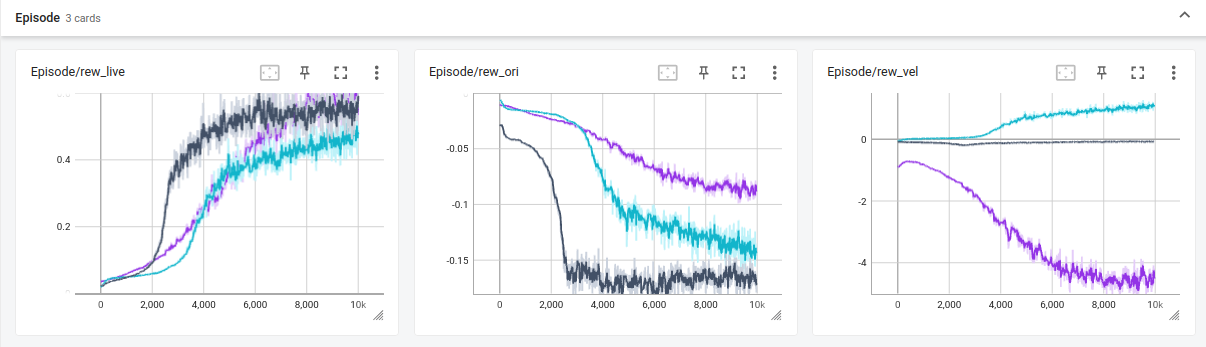 Episode 3 cards
Episode/rew_live
0.4
0.2
0 2,000 4,000 6,000 8,000 10k
Episode/rew_ori
-0.05
-0.1
-0.15
0 2,000 4,000 6,000 8,000 10k
Episode/rew_vel
0
-2
-4
0 2,000 4,000 6,000 8,000 10k